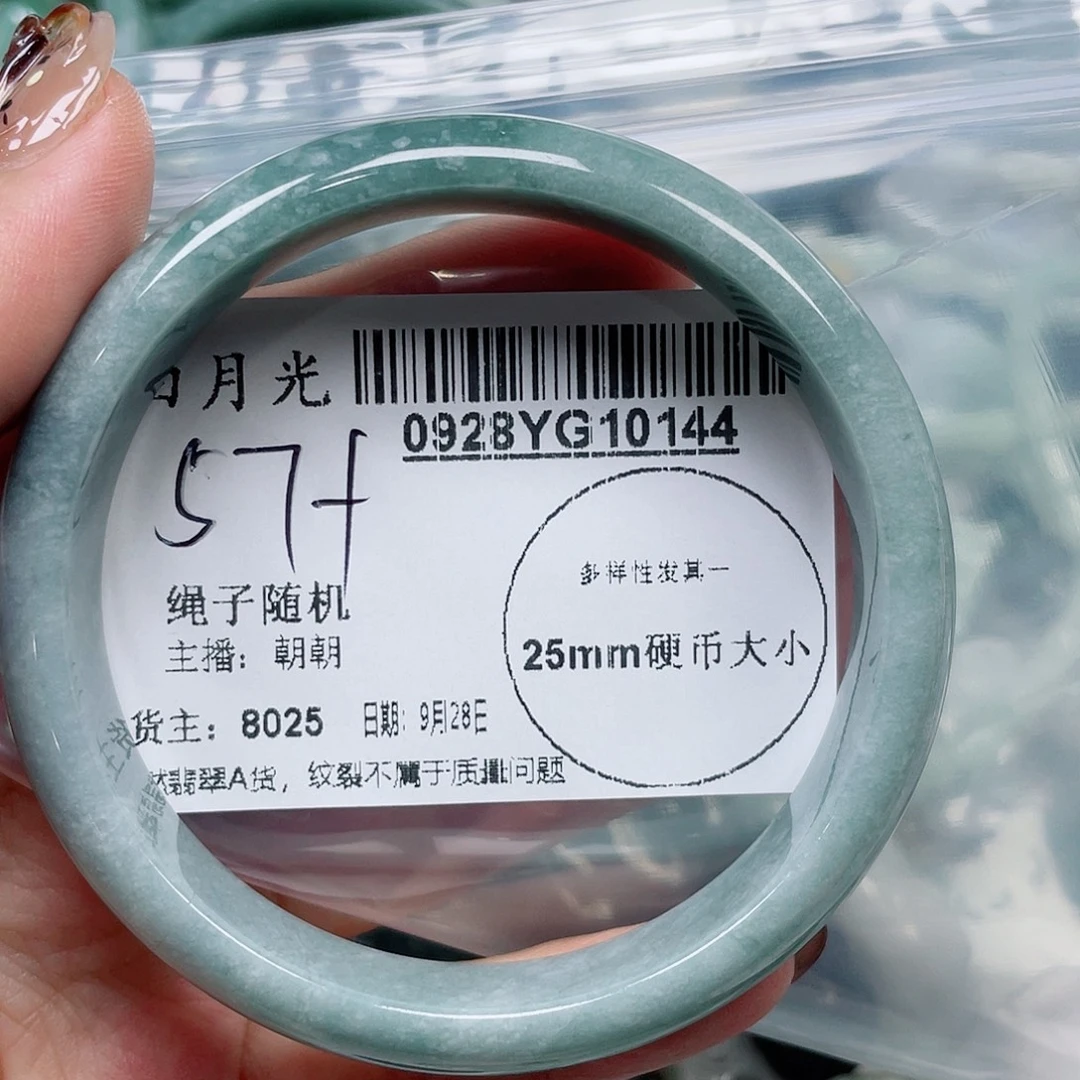 月光
0928YG10144
57f
多样性发其一
绳子随机
25mm硬币大小
主播：朝朝
货主：8025 日期：9月28日
然翡翠A货，纹裂不属于质量问题